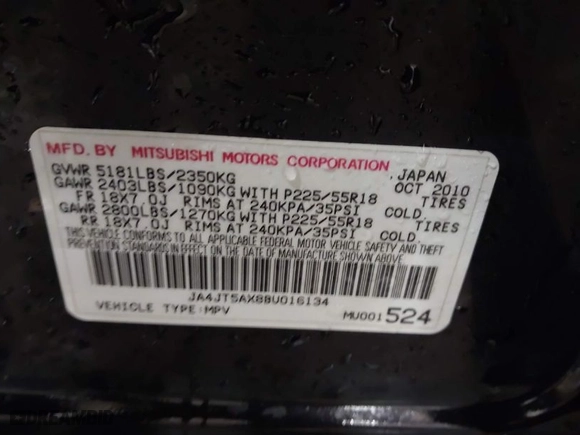 MFD. BY MITSUBISHI MOTORS CORPORATION
GVWR 5181LBS/2350KG JAPAN
GAWR 2403LBS/1090KG WITH P225/55R18 OCT 2010
FR 18X7.0J RIMS AT 240KPA/35PSI TIRES COLD.
GAWR 2800LBS/1270KG WITH P225/55R18 TIRES
RR 18X7.0J RIMS AT 240KPA/35PSI COLD.
THIS VEHICLE CONFORMS TO ALL APPLICABLE FEDERAL MOTOR VEHICLE SAFETY AND THEFT
PREVENTION STANDARDS IN EFFECT ON THE DATE OF MANUFACTURE SHOWN ABOVE.
JA4JT5AX8BU016134
VEHICLE TYPE:MPV MU001524